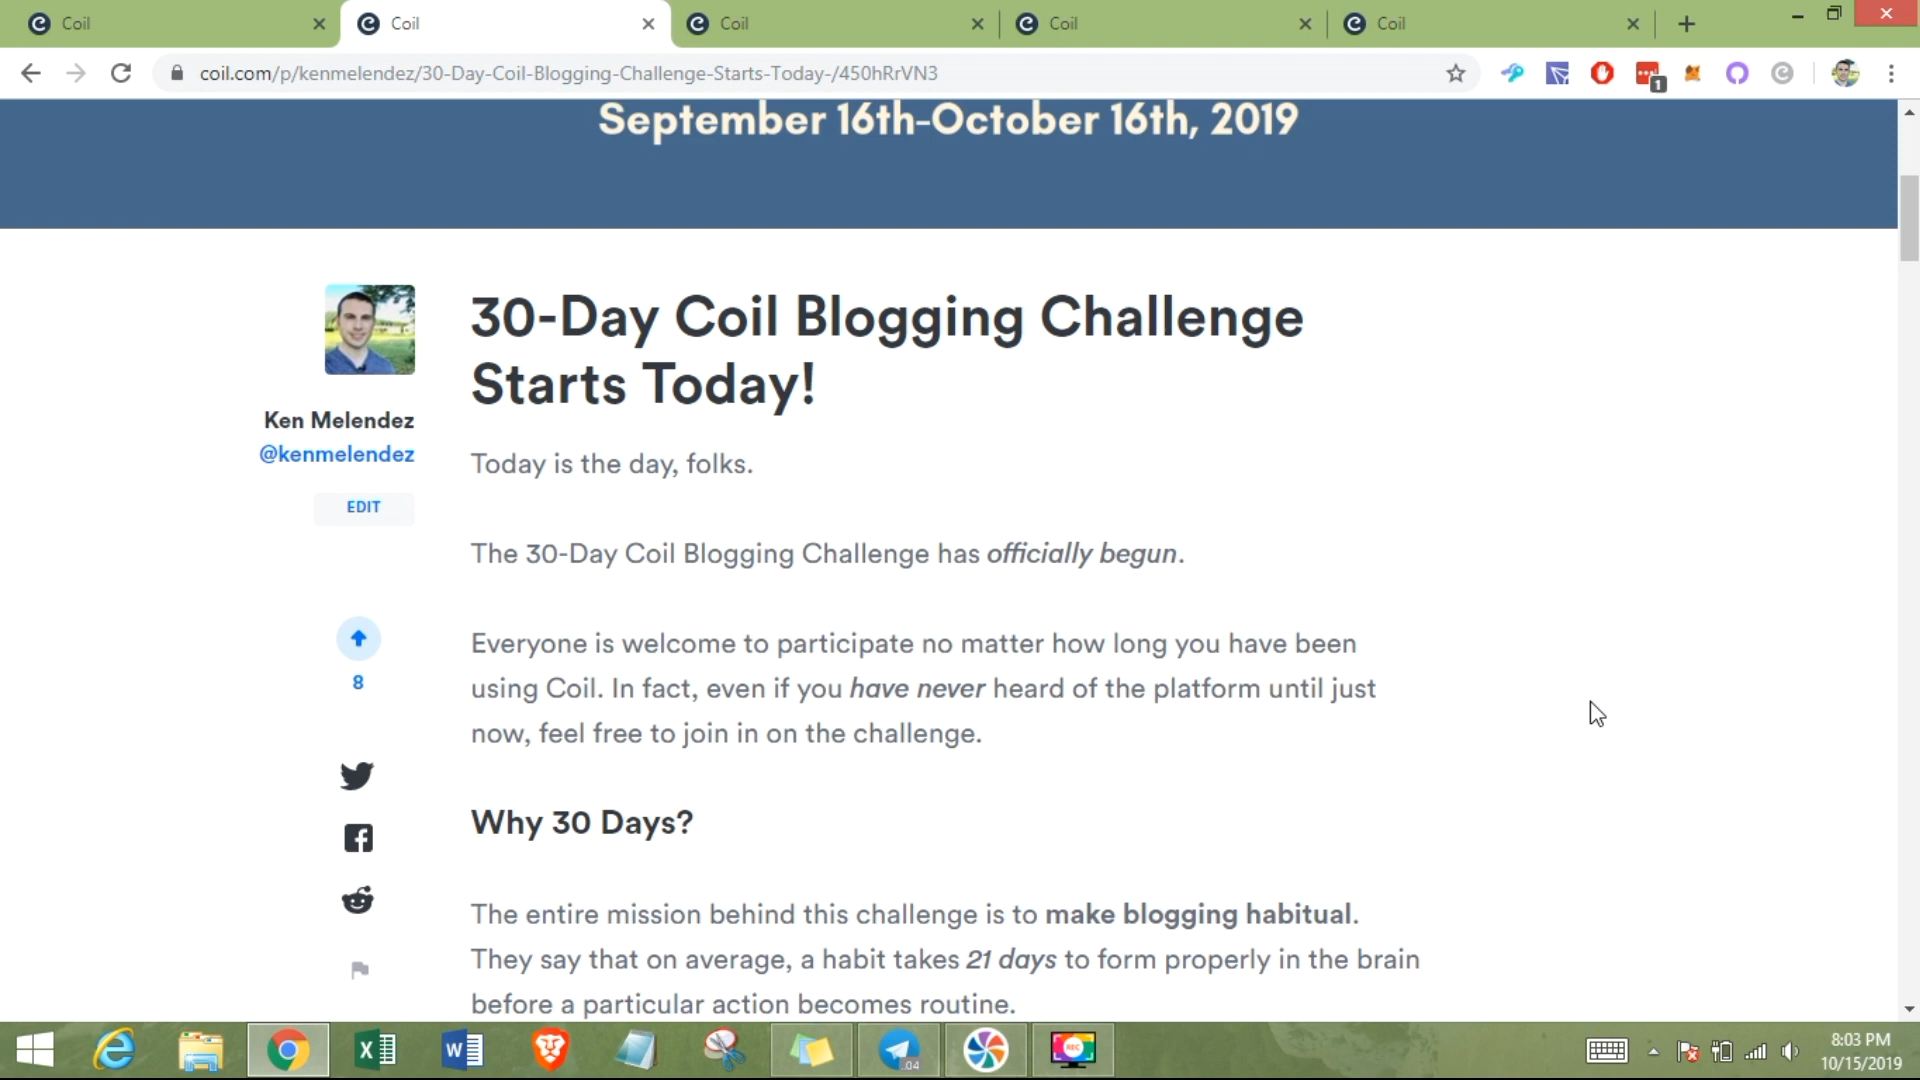 Coil
Coil
Coil
Coil
Coil
coil.com/p/kenmelendez/30-Day-Coil-Blogging-Challenge-Starts-Today-/450hRrVN3
1
September 16th-October 16th, 2019
30-Day Coil Blogging Challenge
Starts Today!
Ken Melendez
@kenmelendez
EDIT
8
Today is the day, folks.
The 30-Day Coil Blogging Challenge has officially begun.
Everyone is welcome to participate no matter how long you have been
using Coil. In fact, even if you have never heard of the platform until just
now, feel free to join in on the challenge.
Why 30 Days?
The entire mission behind this challenge is to make blogging habitual.
They say that on average, a habit takes 21 days to form properly in the brain
before a particular action becomes routine.
REC
.04
8:03 PM
10/15/2019